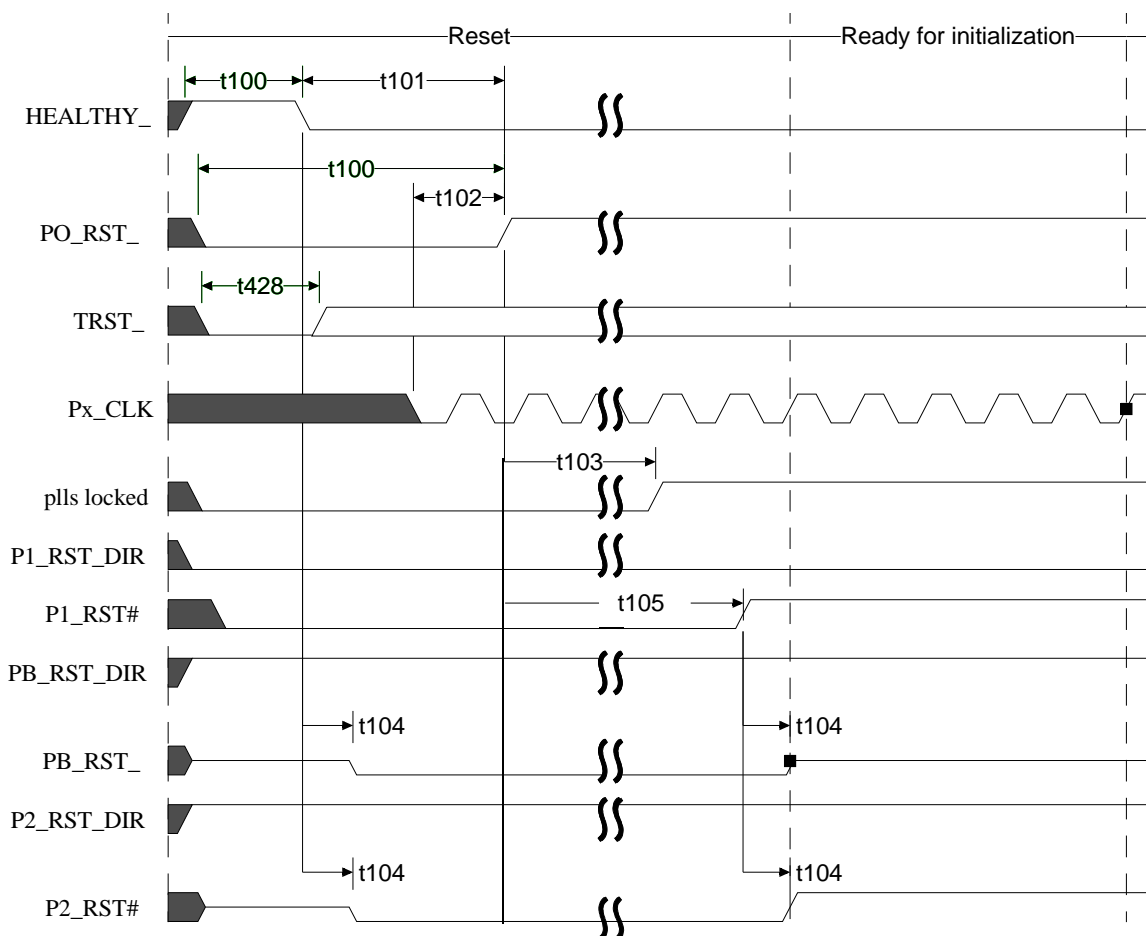 Reset Ready for initialization
t100 t101
HEALTHY_
t100
t102
PO_RST_
t428
TRST_
Px_CLK
t103
plls locked
P1_RST_DIR
t105
P1_RST#
PB_RST_DIR
t104 t104
PB_RST_
P2_RST_DIR
t104 t104
P2_RST#